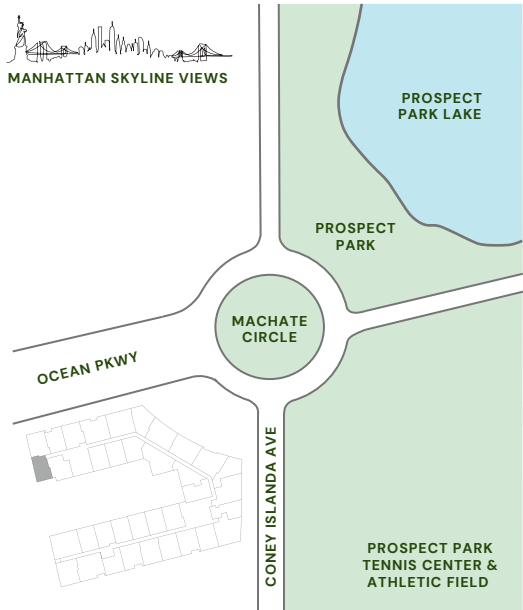 MANHATTAN SKYLINE VIEWS
PROSPECT
PARK LAKE
PROSPECT
PARK
MACHATE
CIRCLE
OCEAN PKWY
CONEY ISLANDA AVE
PROSPECT PARK
TENNIS CENTER &
ATHLETIC FIELD